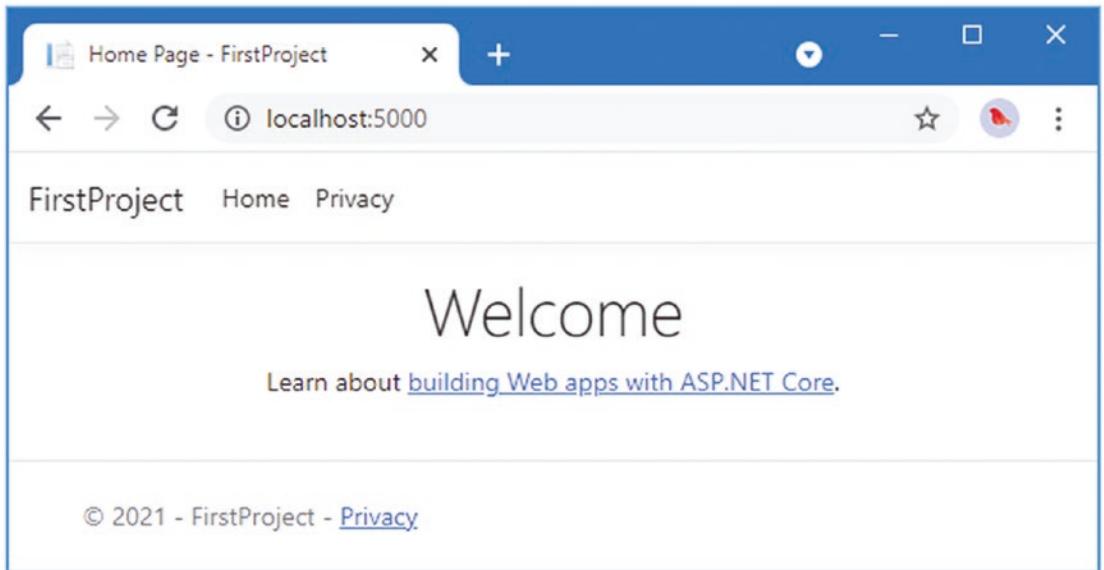 Home Page - FirstProject
localhost:5000
FirstProject Home Privacy
Welcome
Learn about building Web apps with ASP.NET Core.
© 2021 - FirstProject - Privacy